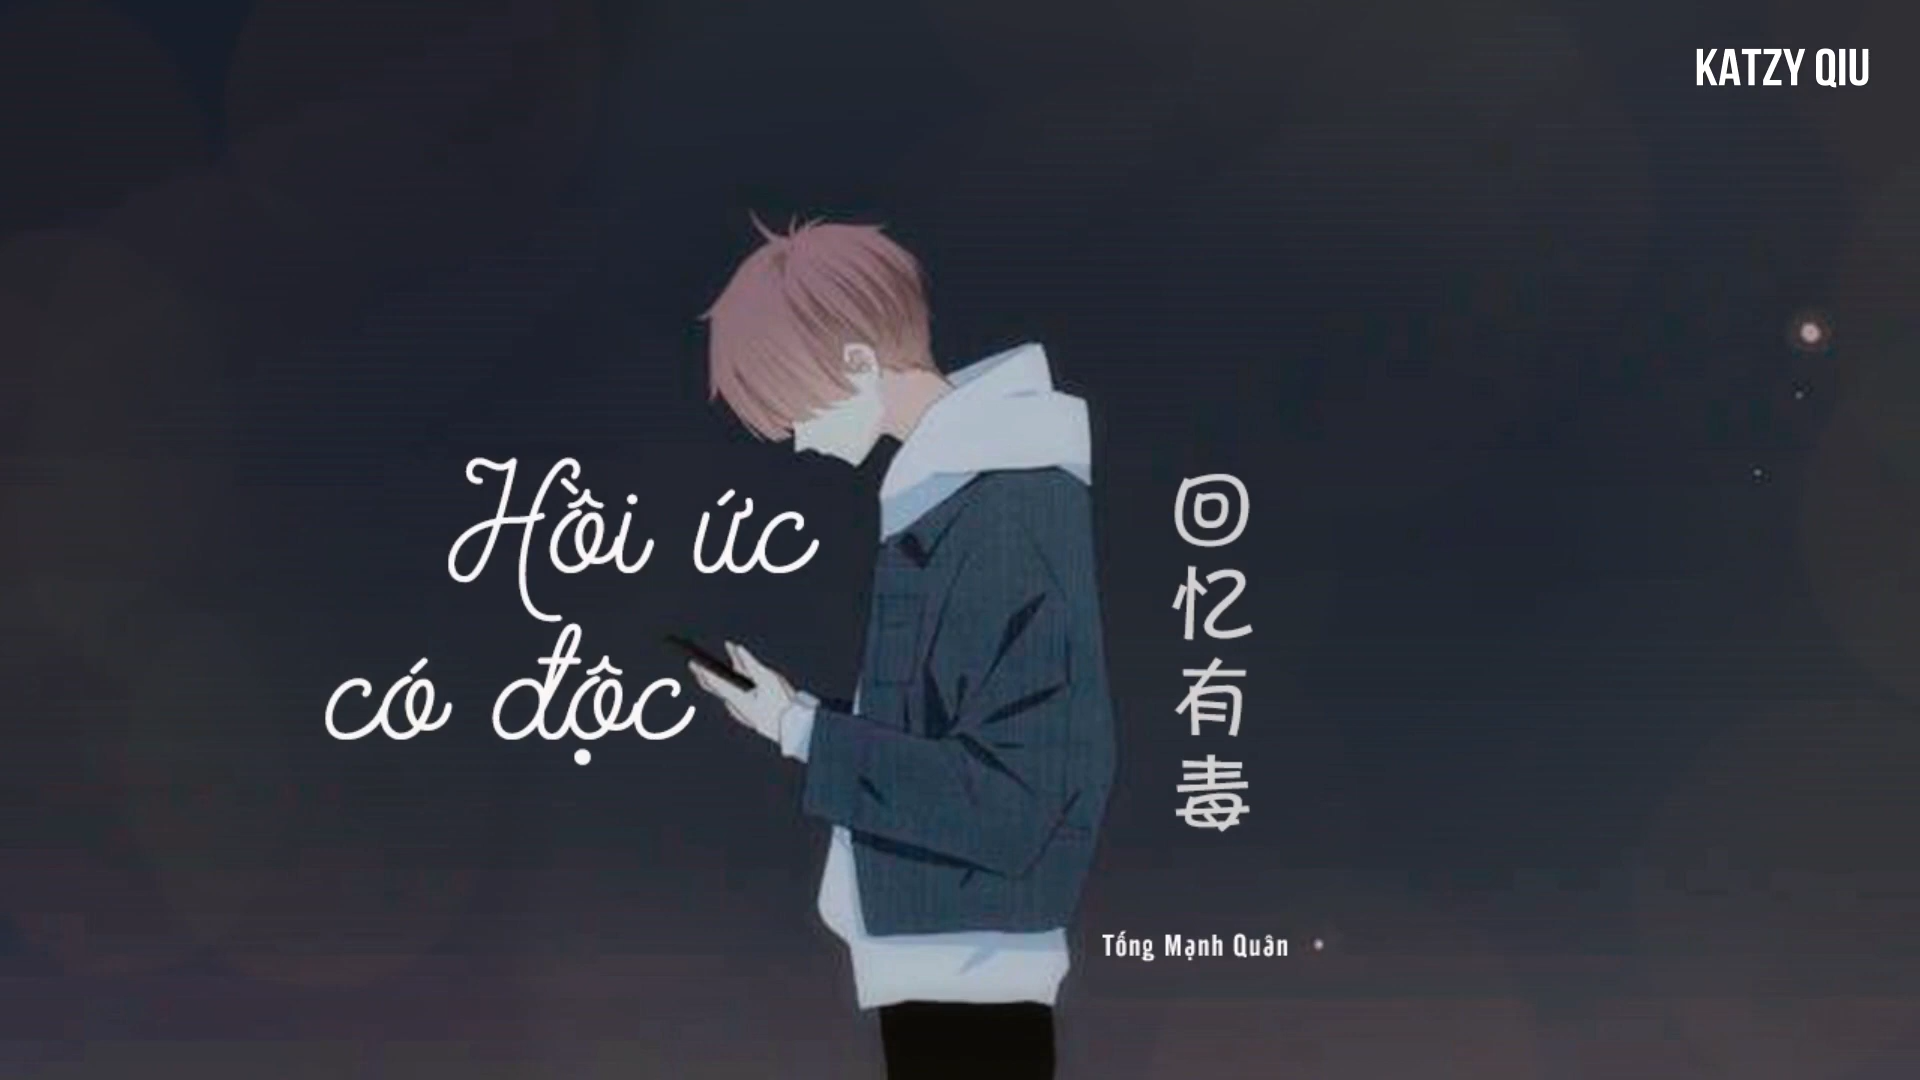 KATZY QIU
Hồi ức
có độc
回忆有毒
Tống Mạnh Quân